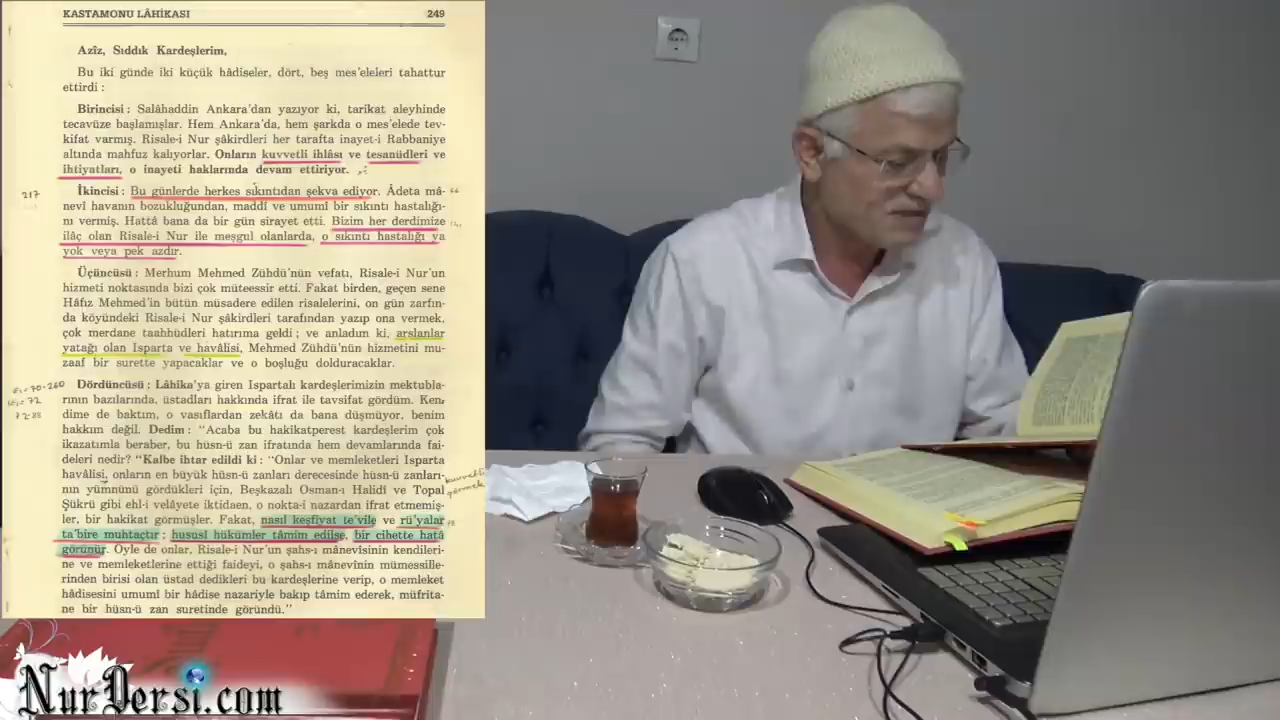 KASTAMONU LÂHİKASI 249
Azîz, Sıddık Kardeşlerim,
Bu iki günde iki küçük hâdiseler, dört, beş mes'eleleri tahattur
ettirdi :
Birincisi : Salâhaddin Ankara'dan yazıyor ki, tarikat aleyhinde
tecavüze başlamışlar. Hem Ankara'da, hem şarkda o mes'elede tev-
kifat varmış. Risale-i Nur şâkirdleri her tarafta inayet-i Rabbaniye
altında mahfuz kalıyorlar. Onların kuvvetli ihlâsı ve tesanüdleri ve
ihtiyatları, o inayeti haklarında devam ettiriyor.
217
İkincisi : Bu günlerde herkes sıkıntıdan şekva ediyor. Âdeta mâ-
nevî havanın bozukluğundan, maddî ve umumî bir sıkıntı hastalığı-
nı vermiş. Hattâ bana da bir gün sirayet etti. Bizim her derdimize
ilâç olan Risale-i Nur ile meşgul olanlarda, o sıkıntı hastalığı ya
yok veya pek azdır.
Üçüncüsü : Merhum Mehmed Zühdü'nün vefatı, Risale-i Nur'un
hizmeti noktasında bizi çok müteessir etti. Fakat birden, geçen sene
Hâfız Mehmed'in bütün müsadere edilen risalelerini, on gün zarfın-
da köyündeki Risale-i Nur şâkirdleri tarafından yazıp ona vermek,
çok merdane taahhüdleri hatırıma geldi ; ve anladım ki, arslanlar
yatağı olan Isparta ve havâlisi, Mehmed Zühdü'nün hizmetini mu-
zaaf bir surette yapacaklar ve o boşluğu dolduracaklar.
Dördüncüsü : Lâhika'ya giren Ispartalı kardeşlerimizin mektubla-
rının bazılarında, üstadları hakkında ifrat ile tavsifat gördüm. Ken-
dime de baktım, o vasıflardan zekâtı da bana düşmüyor, benim
hakkım değil. Dedim : "Acaba bu hakikatperest kardeşlerim çok
ikazatımla beraber, bu hüsn-ü zan ifratında hem devamlarında fai-
deleri nedir? "Kalbe ihtar edildi ki : "Onlar ve memleketleri Isparta
havâlisi, onların en büyük hüsn-ü zanları derecesinde hüsn-ü zanları-
nın yümnünü gördükleri için, Beşkazalı Osman-ı Halidî ve Topal
Şükrü gibi ehl-i velâyete iktidaen, o nokta-i nazardan ifrat etmemiş-
ler, bir hakikat görmüşler. Fakat, nasıl keşfiyat te'vile ve rü'yalar
ta'bire muhtaçtır ; hususî hükümler tâmim edilse, bir cihette hatâ
görünür. Öyle de onlar, Risale-i Nur'un şahs-ı mânevîsinin kendileri-
ne ve memleketlerine ettiği faideyi, o şahs-ı mânevînin mümessille-
rinden birisi olan üstad dedikleri bu kardeşlerine verip, o memleket
hâdisesini umumî bir hâdise nazariyle bakıp tâmim ederek, müfrita-
ne bir hüsn-ü zan suretinde göründü."
NurDersi.com